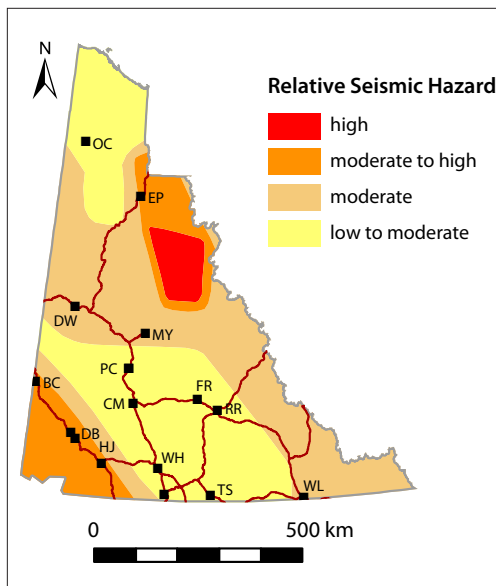 N
Relative Seismic Hazard
high
moderate to high
moderate
low to moderate
OC
EP
DW
MY
PC
BC
FR
CM
RR
DB
HJ
WH
TS
WL
0 500 km